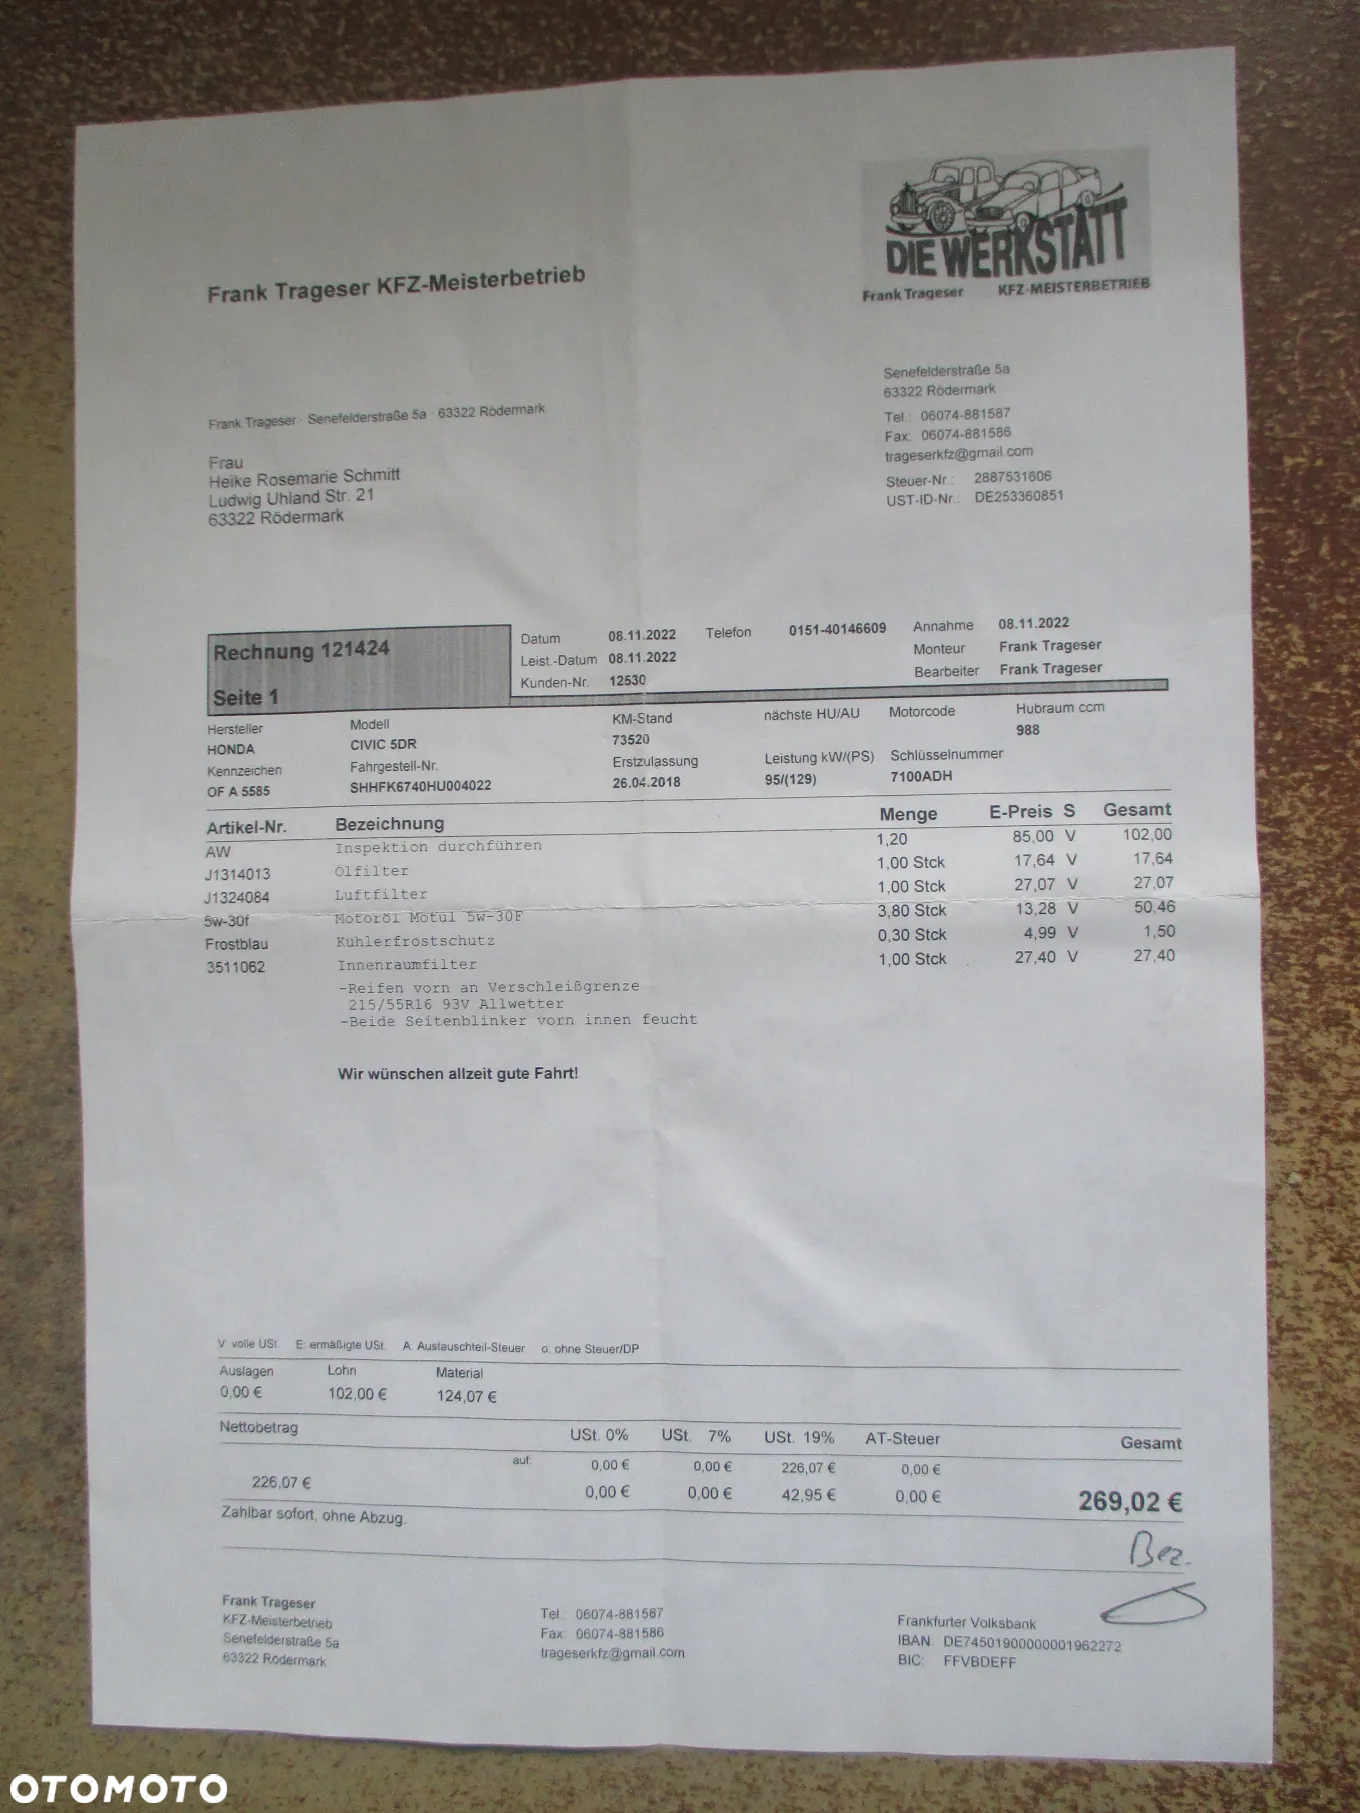 DIE WERKSTATT
Frank Trageser KFZ-MEISTERBETRIEB
Frank Trageser KFZ-Meisterbetrieb
Senefelderstraße 5a
63322 Rödermark
Tel.: 06074-881587
Fax: 06074-881586
trageserkfz@gmail.com
Steuer-Nr.: 2887531606
UST-ID-Nr.: DE253360851
Frank Trageser · Senefelderstraße 5a · 63322 Rödermark
Frau
Heike Rosemarie Schmitt
Ludwig Uhland Str. 21
63322 Rödermark
Rechnung 121424
Seite 1
Datum 08.11.2022 Telefon 0151-40146609 Annahme 08.11.2022
Leist.-Datum 08.11.2022 Monteur Frank Trageser
Kunden-Nr. 12530 Bearbeiter Frank Trageser
Hersteller Modell KM-Stand nächste HU/AU Motorcode Hubraum ccm
HONDA CIVIC 5DR 73520 988
Kennzeichen Fahrgestell-Nr. Erstzulassung Leistung kW/(PS) Schlüsselnummer
OF A 5585 SHHFK6740HU004022 26.04.2018 95/(129) 7100ADH
Artikel-Nr. Bezeichnung Menge E-Preis S Gesamt
AW Inspektion durchführen 1,20 85,00 V 102,00
J1314013 Ölfilter 1,00 Stck 17,64 V 17,64
J1324084 Luftfilter 1,00 Stck 27,07 V 27,07
5w-30f Motoröl Motul 5w-30F 3,80 Stck 13,28 V 50,46
Frostblau Kühlerfrostschutz 0,30 Stck 4,99 V 1,50
3511062 Innenraumfilter 1,00 Stck 27,40 V 27,40
-Reifen vorn an Verschleißgrenze
215/55R16 93V Allwetter
-Beide Seitenblinker vorn innen feucht
Wir wünschen allzeit gute Fahrt!
V: volle USt. E: ermäßigte USt. A: Austauschteil-Steuer o: ohne Steuer/DP
Auslagen Lohn Material
0,00 € 102,00 € 124,07 €
Nettobetrag USt. 0% USt. 7% USt. 19% AT-Steuer Gesamt
auf: 0,00 € 0,00 € 226,07 € 0,00 €
226,07 € 0,00 € 0,00 € 42,95 € 0,00 € 269,02 €
Zahlbar sofort, ohne Abzug.
Bez.
Frank Trageser
KFZ-Meisterbetrieb
Senefelderstraße 5a
63322 Rödermark
Tel.: 06074-881587
Fax: 06074-881586
trageserkfz@gmail.com
Frankfurter Volksbank
IBAN: DE74501900000001962272
BIC: FFVBDEFF
OTOMOTO